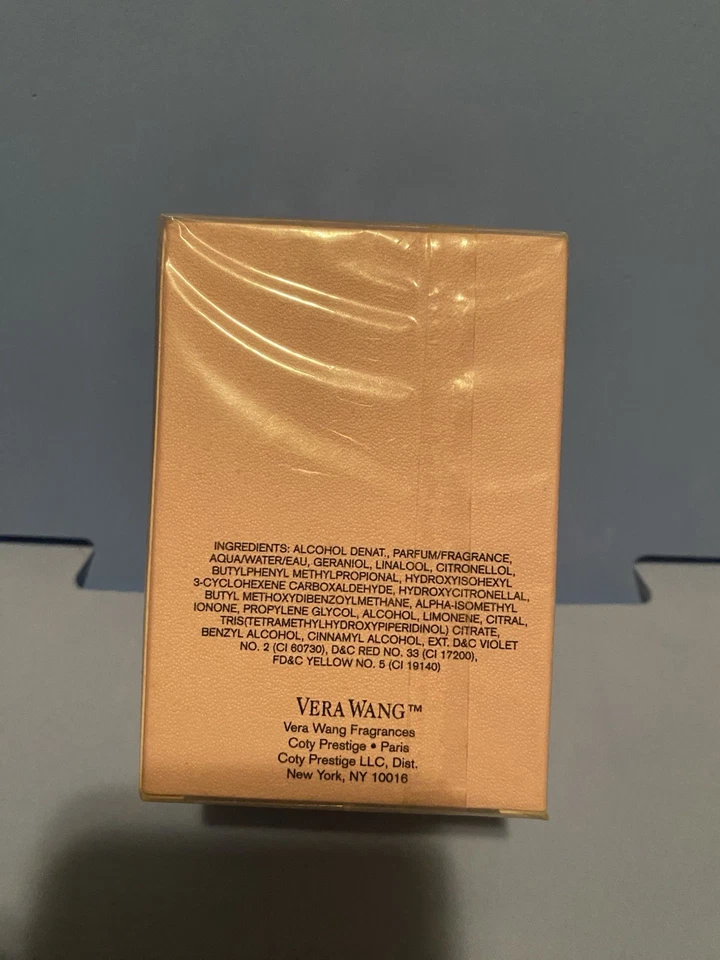 INGREDIENTS: ALCOHOL DENAT., PARFUM/FRAGRANCE,
AQUA/WATER/EAU, GERANIOL, LINALOOL, CITRONELLOL,
BUTYLPHENYL METHYLPROPIONAL, HYDROXYISOHEXYL
3-CYCLOHEXENE CARBOXALDEHYDE, HYDROXYCITRONELLAL,
BUTYL METHOXYDIBENZOYLMETHANE, ALPHA-ISOMETHYL
IONONE, PROPYLENE GLYCOL, ALCOHOL, LIMONENE, CITRAL,
TRIS(TETRAMETHYLHYDROXYPIPERIDINOL) CITRATE,
BENZYL ALCOHOL, CINNAMYL ALCOHOL, EXT. D&C VIOLET
NO. 2 (CI 60730), D&C RED NO. 33 (CI 17200),
FD&C YELLOW NO. 5 (CI 19140)
VERA WANG™
Vera Wang Fragrances
Coty Prestige • Paris
Coty Prestige LLC, Dist.
New York, NY 10016